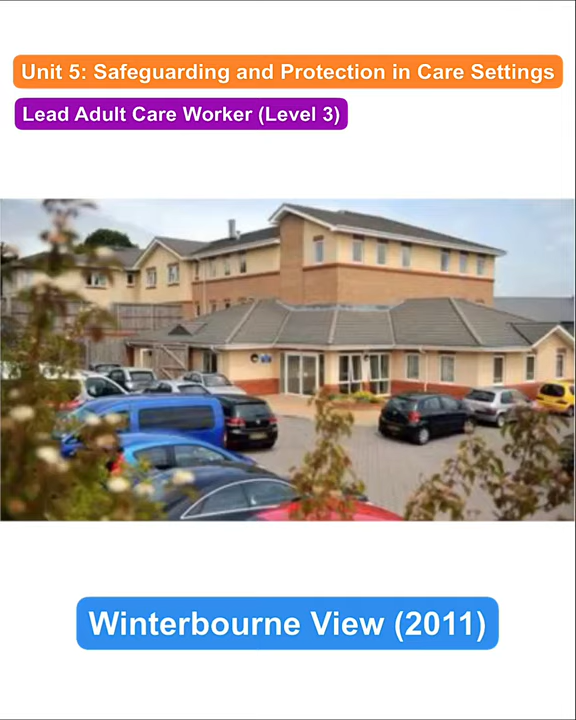 Unit 5: Safeguarding and Protection in Care Settings
Lead Adult Care Worker (Level 3)
Winterbourne View (2011)